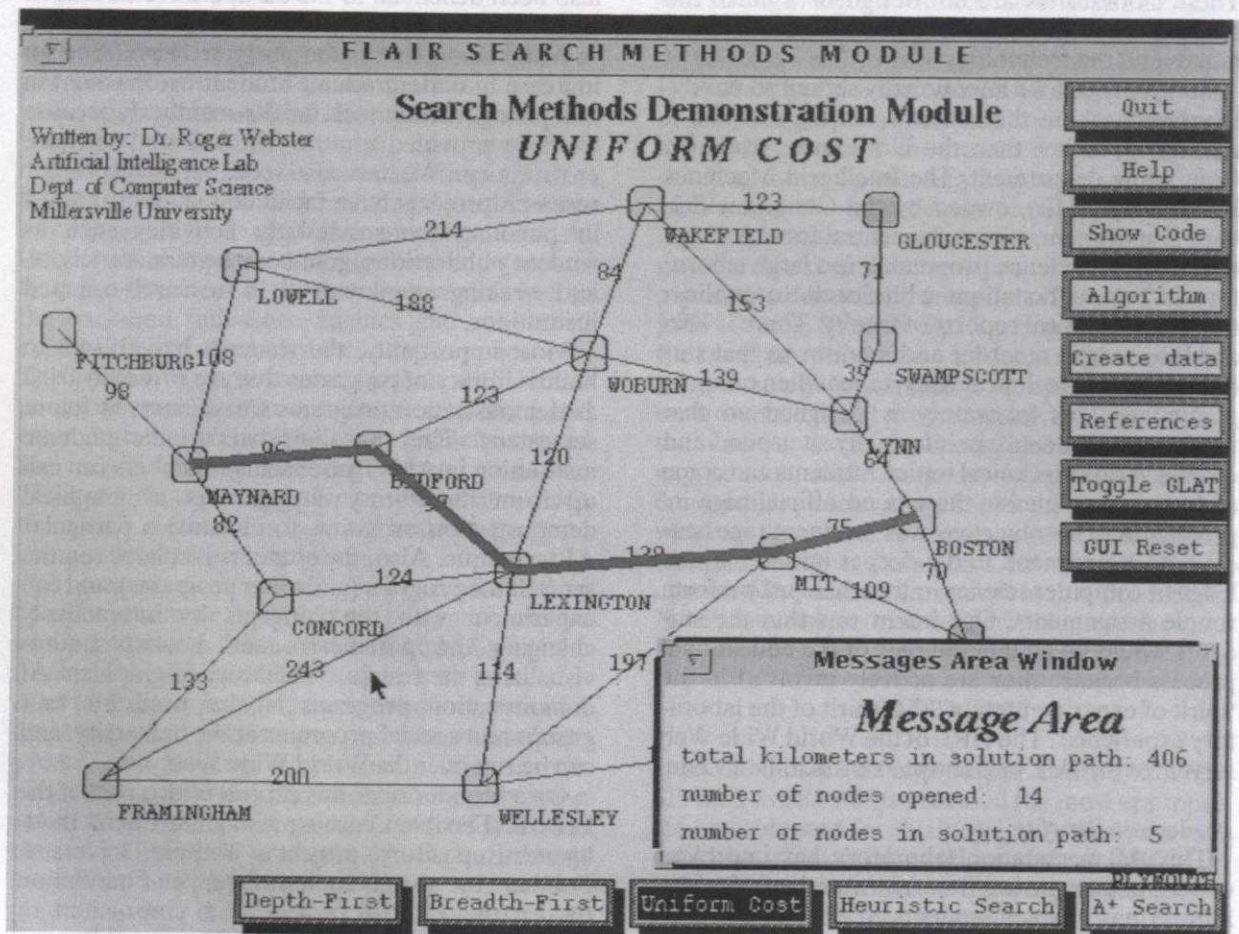 FLAIR SEARCH METHODS MODULE
Search Methods Demonstration Module
UNIFORM COST
Written by: Dr. Roger Webster
Artificial Intelligence Lab
Dept. of Computer Science
Millersville University
Quit
Help
Show Code
Algorithm
Create data
References
Toggle GLAT
GUI Reset
123
WAKEFIELD
GLOUCESTER
214
84
71
LOWELL
188
153
FITCHBURG
108
WOBURN
139
39
SWAMPSCOTT
98
123
LYNN
96
BEDFORD
120
64
MAYNARD
82
75
BOSTON
124
MIT
70
LEXINGTON
109
CONCORD
243
133
114
197
200
FRAMINGHAM
WELLESLEY
Messages Area Window
Message Area
total kilometers in solution path: 406
number of nodes opened: 14
number of nodes in solution path: 5
PLYMOUTH
Depth-First
Breadth-First
Uniform Cost
Heuristic Search
A* Search